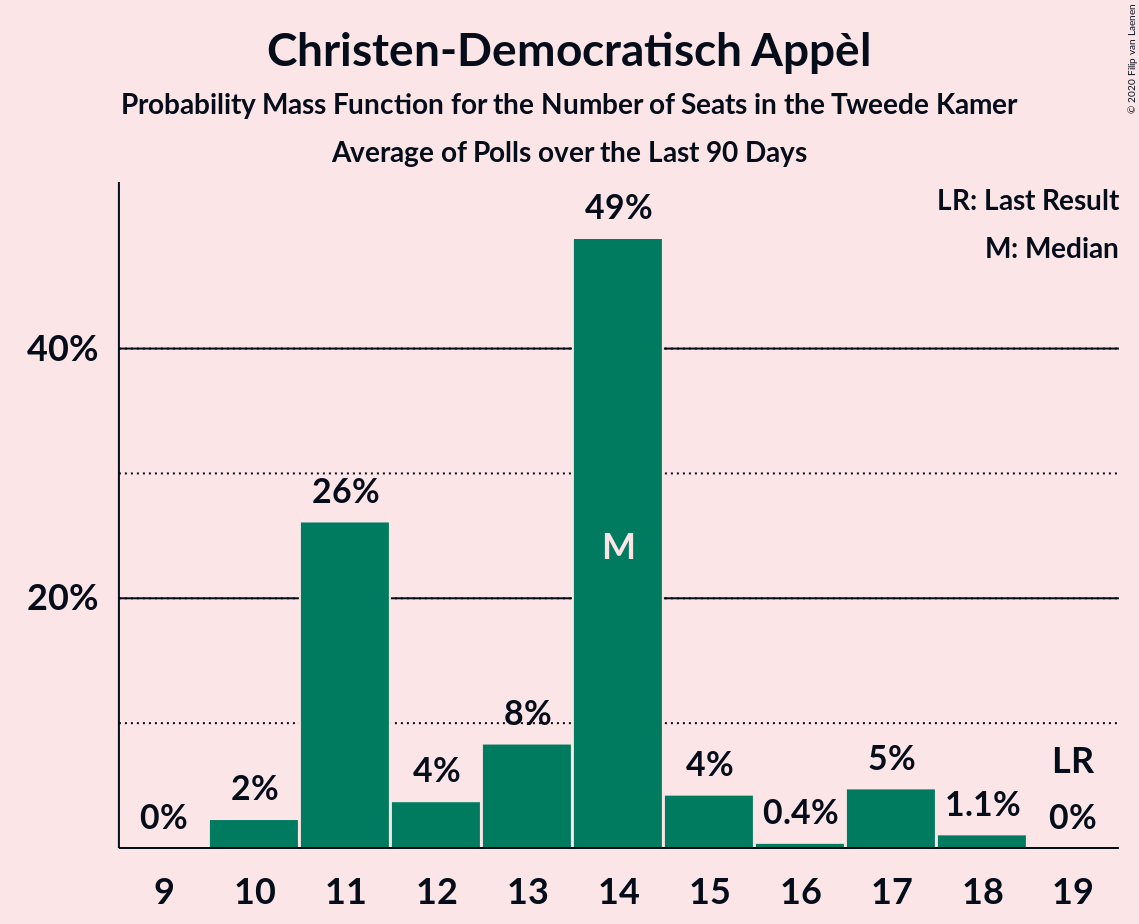 Christen-Democratisch Appèl
Probability Mass Function for the Number of Seats in the Tweede Kamer
Average of Polls over the Last 90 Days
© 2020 Filip van Laenen
LR: Last Result
M: Median
49%
40%
26%
M
20%
8%
5%
LR
4%
4%
2%
1.1%
0.4%
0%
0%
9 10 11 12 13 14 15 16 17 18 19